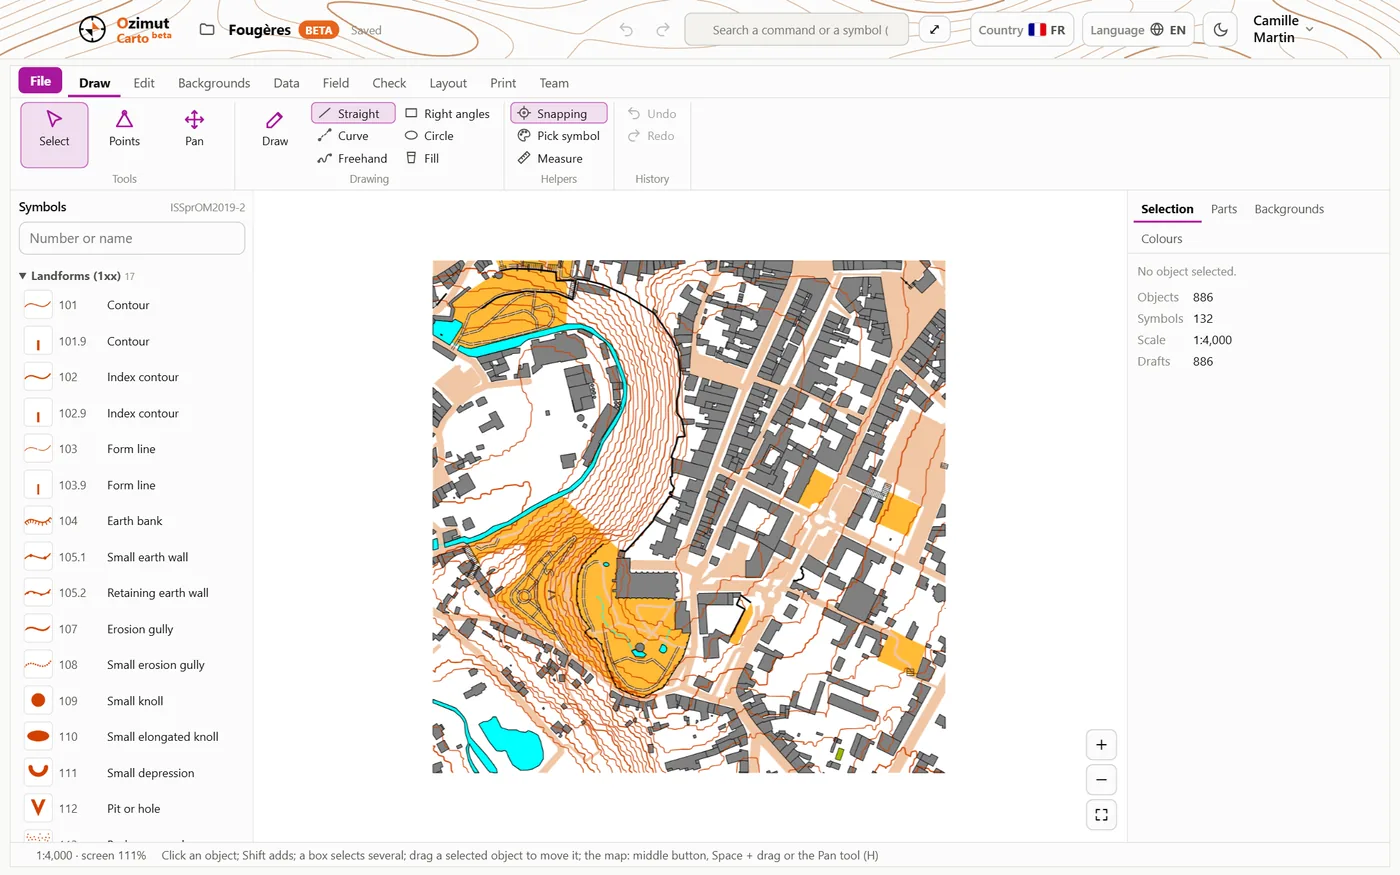 Ozimut
Carto beta
Fougères BETA Saved
Search a command or a symbol (
Country FR
Language EN
Camille
Martin
File Draw Edit Backgrounds Data Field Check Layout Print Team
Select Points Pan
Tools
Draw
Straight Right angles
Curve Circle
Freehand Fill
Drawing
Snapping
Pick symbol
Measure
Helpers
Undo
Redo
History
Symbols ISSprOM2019-2
Number or name
Landforms (1xx) 17
101 Contour
101.9 Contour
102 Index contour
102.9 Index contour
103 Form line
103.9 Form line
104 Earth bank
105.1 Small earth wall
105.2 Retaining earth wall
107 Erosion gully
108 Small erosion gully
109 Small knoll
110 Small elongated knoll
111 Small depression
112 Pit or hole
Selection Parts Backgrounds
Colours
No object selected.
Objects 886
Symbols 132
Scale 1:4,000
Drafts 886
1:4,000 - screen 111% Click an object; Shift adds; a box selects several; drag a selected object to move it; the map: middle button, Space + drag or the Pan tool (H)